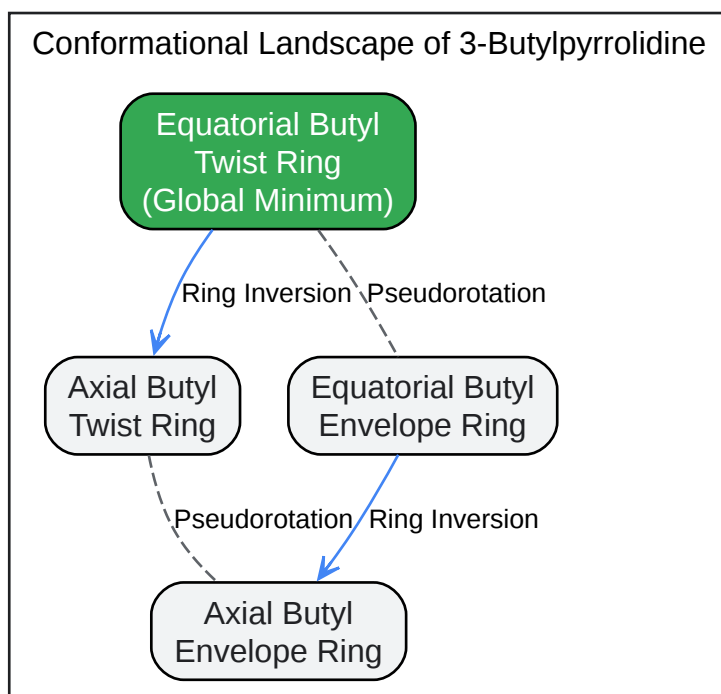 Conformational Landscape of 3-Butylpyrrolidine
Equatorial Butyl
Twist Ring
(Global Minimum)
Ring Inversion
Pseudorotation
Axial Butyl
Twist Ring
Equatorial Butyl
Envelope Ring
Pseudorotation
Ring Inversion
Axial Butyl
Envelope Ring